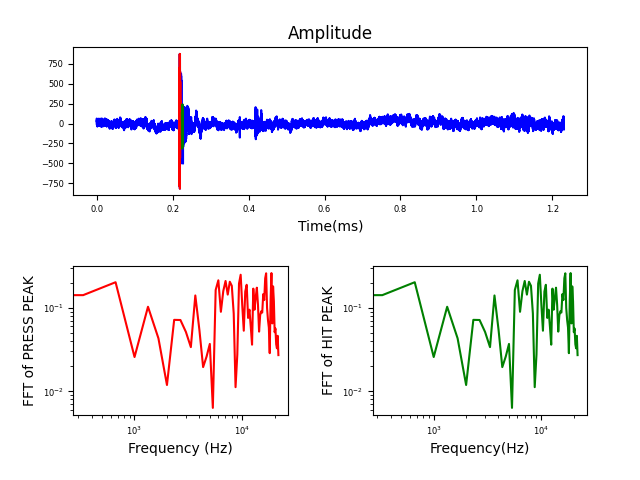 Amplitude
750
500
250
0
−250
−500
−750
0.0 0.2 0.4 0.6 0.8 1.0 1.2
Time(ms)
FFT of PRESS PEAK
10⁻¹
10⁻²
10³ 10⁴
Frequency (Hz)
FFT of HIT PEAK
10⁻¹
10⁻²
10³ 10⁴
Frequency(Hz)